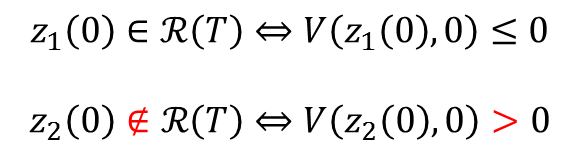 z₁(0) ∈ ℛ(T) ⇔ V(z₁(0), 0) ≤ 0
z₂(0) ∉ ℛ(T) ⇔ V(z₂(0), 0) > 0